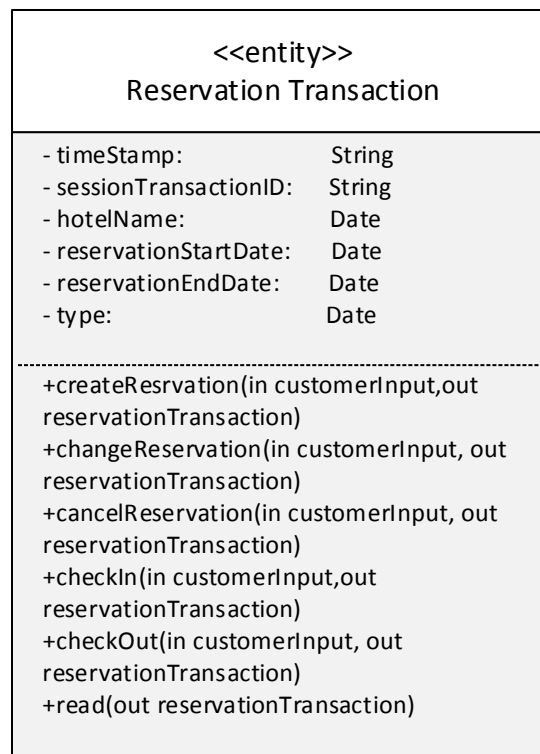 <<entity>>
Reservation Transaction
- timeStamp: String
- sessionTransactionID: String
- hotelName: Date
- reservationStartDate: Date
- reservationEndDate: Date
- type: Date
+createResrvation(in customerInput,out
reservationTransaction)
+changeReservation(in customerInput, out
reservationTransaction)
+cancelReservation(in customerInput, out
reservationTransaction)
+checkIn(in customerInput,out
reservationTransaction)
+checkOut(in customerInput, out
reservationTransaction)
+read(out reservationTransaction)